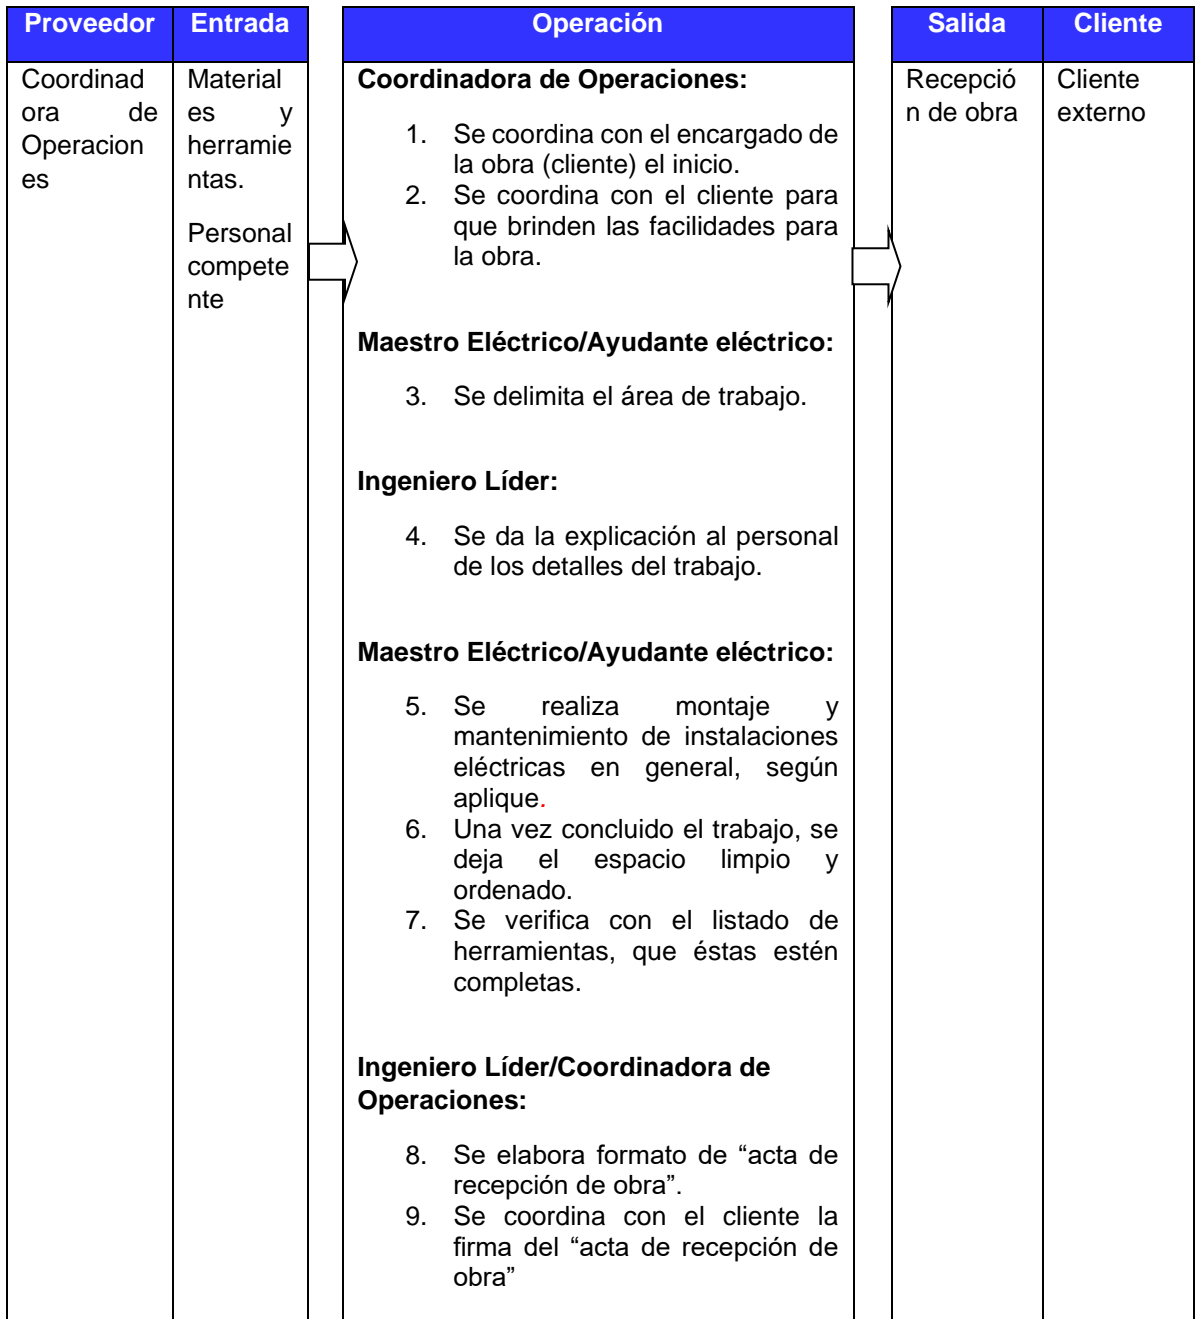 Proveedor
Entrada
Operación
Salida
Cliente
Coordinad
ora de
Operacion
es
Material
es y
herramie
ntas.
Personal
compete
nte
Coordinadora de Operaciones:
1. Se coordina con el encargado de
la obra (cliente) el inicio.
2. Se coordina con el cliente para
que brinden las facilidades para
la obra.
Maestro Eléctrico/Ayudante eléctrico:
3. Se delimita el área de trabajo.
Ingeniero Líder:
4. Se da la explicación al personal
de los detalles del trabajo.
Maestro Eléctrico/Ayudante eléctrico:
5. Se realiza montaje y
mantenimiento de instalaciones
eléctricas en general, según
aplique.
6. Una vez concluido el trabajo, se
deja el espacio limpio y
ordenado.
7. Se verifica con el listado de
herramientas, que éstas estén
completas.
Ingeniero Líder/Coordinadora de
Operaciones:
8. Se elabora formato de “acta de
recepción de obra”.
9. Se coordina con el cliente la
firma del “acta de recepción de
obra”
Recepció
n de obra
Cliente
externo